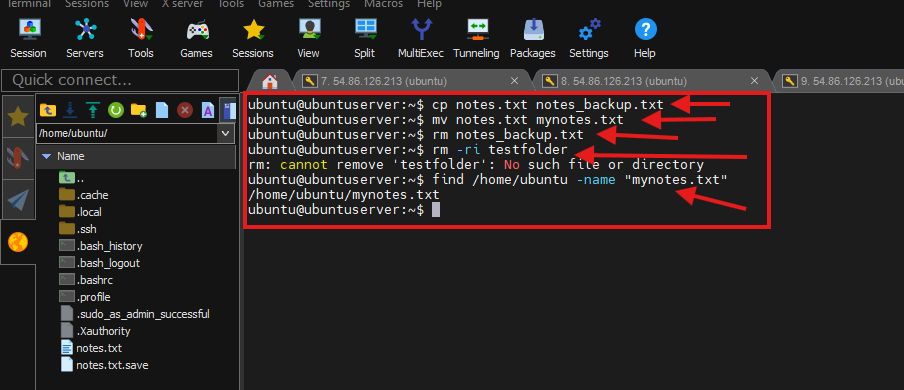 Terminal Sessions View X server Tools Games Settings Macros Help
Session Servers Tools Games Sessions View Split MultiExec Tunneling Packages Settings Help
Quick connect...
7. 54.86.126.213 (ubuntu)
8. 54.86.126.213 (ubuntu)
9. 54.86.126.213 (ubuntu)
/home/ubuntu/
Name
..
.cache
.local
.ssh
.bash_history
.bash_logout
.bashrc
.profile
.sudo_as_admin_successful
.Xauthority
notes.txt
notes.txt.save
ubuntu@ubuntuserver:~$ cp notes.txt notes_backup.txt
ubuntu@ubuntuserver:~$ mv notes.txt mynotes.txt
ubuntu@ubuntuserver:~$ rm notes_backup.txt
ubuntu@ubuntuserver:~$ rm -ri testfolder
rm: cannot remove 'testfolder': No such file or directory
ubuntu@ubuntuserver:~$ find /home/ubuntu -name "mynotes.txt"
/home/ubuntu/mynotes.txt
ubuntu@ubuntuserver:~$